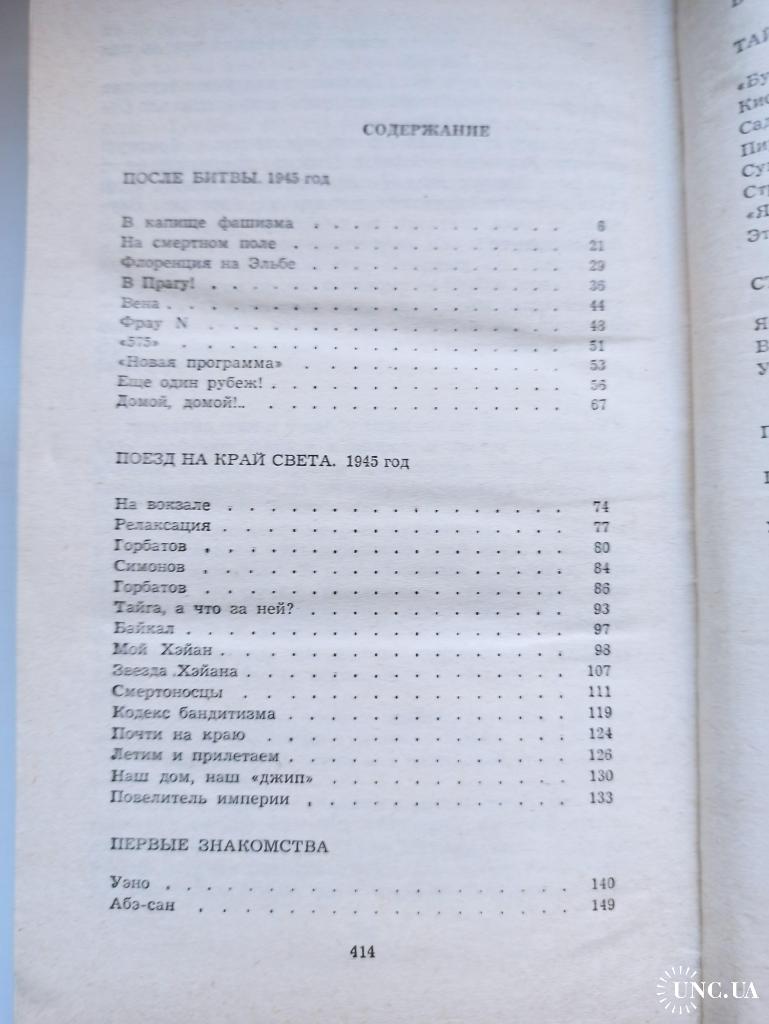 СОДЕРЖАНИЕ
ПОСЛЕ БИТВЫ. 1945 год
В капище фашизма . . . . . . . . . . . . . 6
На смертном поле . . . . . . . . . . . . . . 21
Флоренция на Эльбе . . . . . . . . . . . . . 29
В Прагу! . . . . . . . . . . . . . . . . . . 36
Вена . . . . . . . . . . . . . . . . . . . . 44
Фрау N . . . . . . . . . . . . . . . . . . 48
«575» . . . . . . . . . . . . . . . . . . . 51
«Новая программа» . . . . . . . . . . . . . 53
Еще один рубеж! . . . . . . . . . . . . . . . 56
Домой, домой!.. . . . . . . . . . . . . . . . 67
ПОЕЗД НА КРАЙ СВЕТА. 1945 год
На вокзале . . . . . . . . . . . . . . . . 74
Релаксация . . . . . . . . . . . . . . . . . 77
Горбатов . . . . . . . . . . . . . . . . . 80
Симонов . . . . . . . . . . . . . . . . . 84
Горбатов . . . . . . . . . . . . . . . . . 86
Тайга, а что за ней? . . . . . . . . . . . . . 93
Байкал . . . . . . . . . . . . . . . . . . 97
Мой Хэйан . . . . . . . . . . . . . . . . . 98
Звезда Хэйана . . . . . . . . . . . . . . . . 107
Смертоносцы . . . . . . . . . . . . . . . . 111
Кодекс бандитизма . . . . . . . . . . . . . . 119
Почти на краю . . . . . . . . . . . . . . . 124
Летим и прилетаем . . . . . . . . . . . . . . 126
Наш дом, наш «джип» . . . . . . . . . . . . 130
Повелитель империи . . . . . . . . . . . . . 133
ПЕРВЫЕ ЗНАКОМСТВА
Уэно . . . . . . . . . . . . . . . . . . . 140
Абэ-сан . . . . . . . . . . . . . . . . . . 149
414
UNC.UA